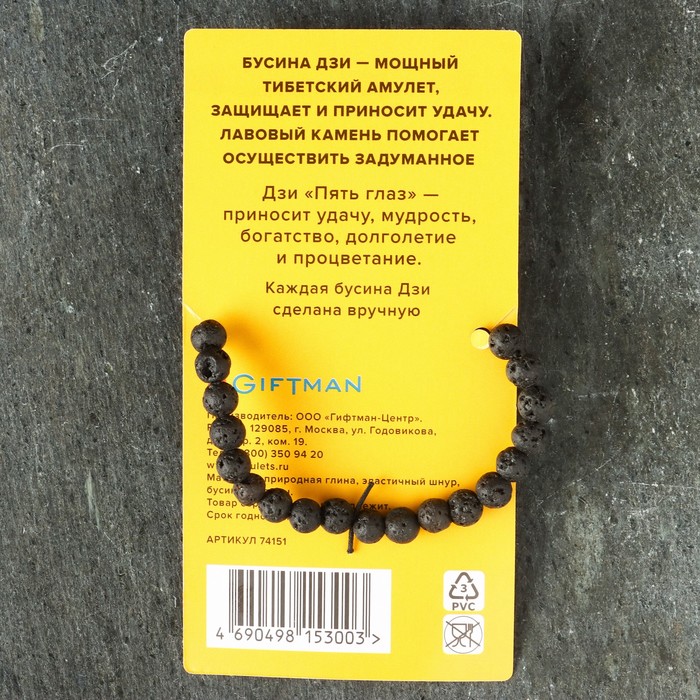 БУСИНА ДЗИ — МОЩНЫЙ
ТИБЕТСКИЙ АМУЛЕТ,
ЗАЩИЩАЕТ И ПРИНОСИТ УДАЧУ.
ЛАВОВЫЙ КАМЕНЬ ПОМОГАЕТ
ОСУЩЕСТВИТЬ ЗАДУМАННОЕ
Дзи «Пять глаз» —
приносит удачу, мудрость,
богатство, долголетие
и процветание.
Каждая бусина Дзи
сделана вручную
GIFTMAN
Производитель: ООО «Гифтман-Центр».
129085, г. Москва, ул. Годовикова,
2, ком. 19.
350 94 20
природная глина, эластичный шнур,
Товар
Срок
АРТИКУЛ 74151
4 690498 153003 >
3
PVC